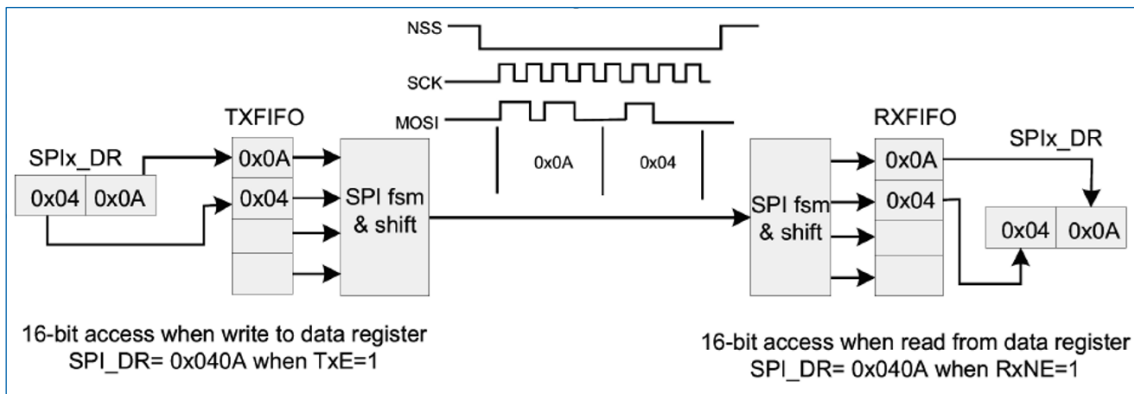 NSS
SCK
MOSI
0x0A
0x04
TXFIFO
SPIx_DR
0x04
0x0A
0x0A
0x04
SPI fsm
& shift
SPI fsm
& shift
RXFIFO
0x0A
0x04
SPIx_DR
0x04
0x0A
16-bit access when write to data register
SPI_DR= 0x040A when TxE=1
16-bit access when read from data register
SPI_DR= 0x040A when RxNE=1